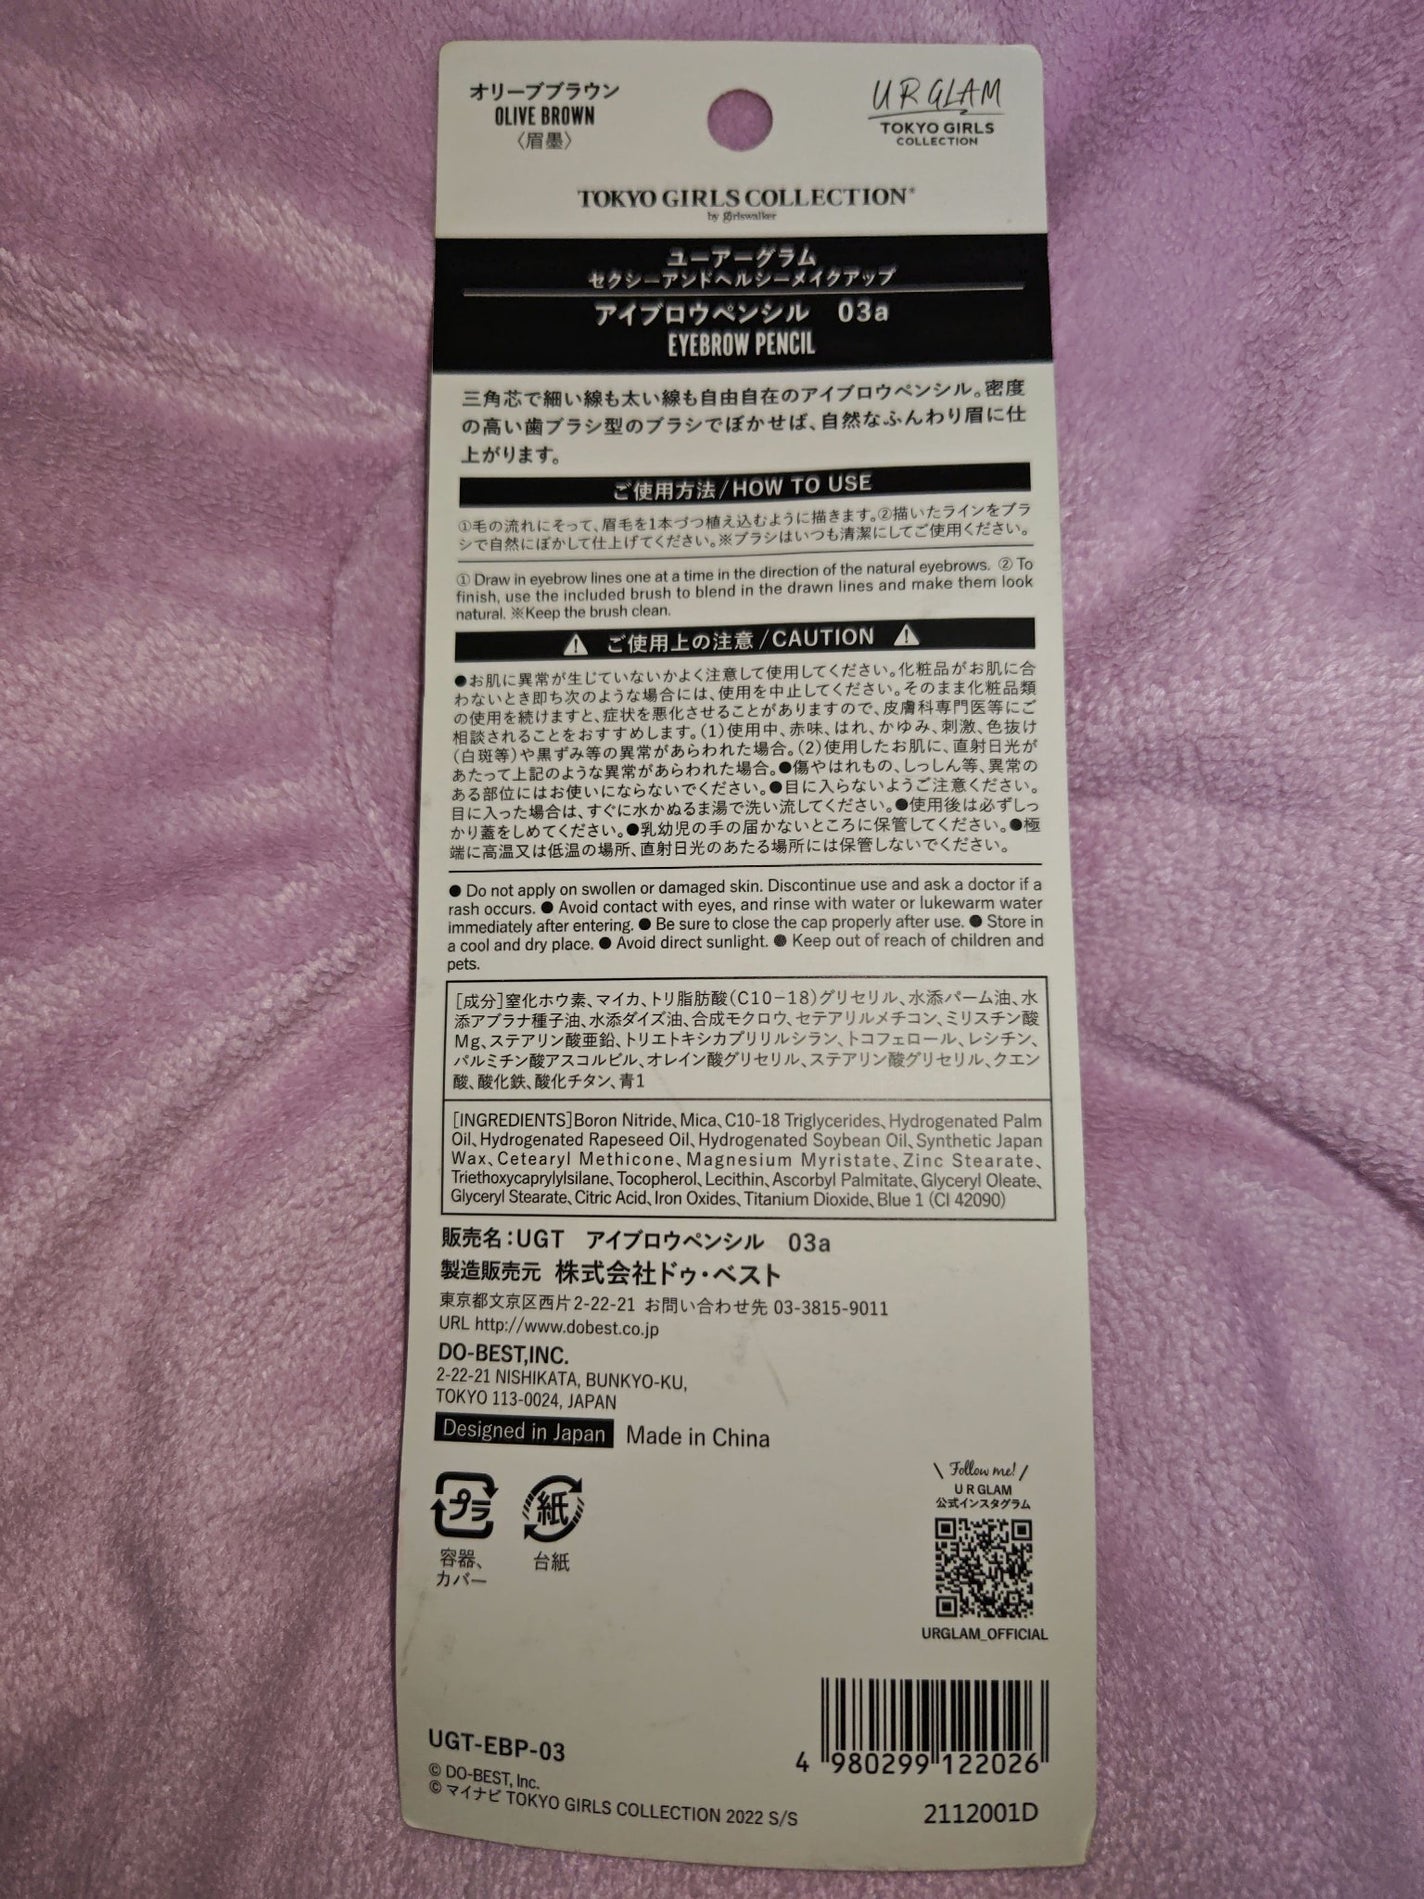 オリーブブラウン
OLIVE BROWN
〈眉墨〉
UR GLAM
TOKYO GIRLS
COLLECTION
TOKYO GIRLS COLLECTION®
by girlswalker
ユーアーグラム
セクシーアンドヘルシーメイクアップ
アイブロウペンシル 03a
EYEBROW PENCIL
三角芯で細い線も太い線も自由自在のアイブロウペンシル。密度
の高い歯ブラシ型のブラシでぼかせば、自然なふんわり眉に仕
上がります。
ご使用方法/HOW TO USE
①毛の流れにそって、眉毛を1本づつ植え込むように描きます。②描いたラインをブラ
シで自然にぼかして仕上げてください。※ブラシはいつも清潔にしてご使用ください。
① Draw in eyebrow lines one at a time in the direction of the natural eyebrows. ② To
finish, use the included brush to blend in the drawn lines and make them look
natural. ※Keep the brush clean.
⚠ ご使用上の注意/CAUTION ⚠
●お肌に異常が生じていないかよく注意して使用してください。化粧品がお肌に合
わないとき即ち次のような場合には、使用を中止してください。そのまま化粧品類
の使用を続けますと、症状を悪化させることがありますので、皮膚科専門医等にご
相談されることをおすすめします。(1)使用中、赤味、はれ、かゆみ、刺激、色抜け
(白斑等)や黒ずみ等の異常があらわれた場合。(2)使用したお肌に、直射日光が
あたって上記のような異常があらわれた場合。●傷やはれもの、しっしん等、異常の
ある部位にはお使いにならないでください。●目に入らないようご注意ください。
目に入った場合は、すぐに水かぬるま湯で洗い流してください。●使用後は必ずしっ
かり蓋をしめてください。●乳幼児の手の届かないところに保管してください。●極
端に高温又は低温の場所、直射日光のあたる場所には保管しないでください。
● Do not apply on swollen or damaged skin. Discontinue use and ask a doctor if a
rash occurs. ● Avoid contact with eyes, and rinse with water or lukewarm water
immediately after entering. ● Be sure to close the cap properly after use. ● Store in
a cool and dry place. ● Avoid direct sunlight. ● Keep out of reach of children and
pets.
[成分]窒化ホウ素、マイカ、トリ脂肪酸(C10-18)グリセリル、水添パーム油、水
添アブラナ種子油、水添ダイズ油、合成モクロウ、セテアリルメチコン、ミリスチン酸
Mg、ステアリン酸亜鉛、トリエトキシカプリリルシラン、トコフェロール、レシチン、
パルミチン酸アスコルビル、オレイン酸グリセリル、ステアリン酸グリセリル、クエン
酸、酸化鉄、酸化チタン、青1
[INGREDIENTS]Boron Nitride、Mica、C10-18 Triglycerides、Hydrogenated Palm
Oil、Hydrogenated Rapeseed Oil、Hydrogenated Soybean Oil、Synthetic Japan
Wax、Cetearyl Methicone、Magnesium Myristate、Zinc Stearate、
Triethoxycaprylylsilane、Tocopherol、Lecithin、Ascorbyl Palmitate、Glyceryl Oleate、
Glyceryl Stearate、Citric Acid、Iron Oxides、Titanium Dioxide、Blue 1 (CI 42090)
販売名:UGT アイブロウペンシル 03a
製造販売元 株式会社ドゥ・ベスト
東京都文京区西片2-22-21 お問い合わせ先 03-3815-9011
URL http://www.dobest.co.jp
DO-BEST,INC.
2-22-21 NISHIKATA, BUNKYO-KU,
TOKYO 113-0024, JAPAN
Designed in Japan Made in China
プラ
容器、
カバー
紙
台紙
\ Follow me! /
U R GLAM
公式インスタグラム
URGLAM_OFFICIAL
UGT-EBP-03
© DO-BEST, Inc.
© マイナビ TOKYO GIRLS COLLECTION 2022 S/S
4 980299 122026
2112001D